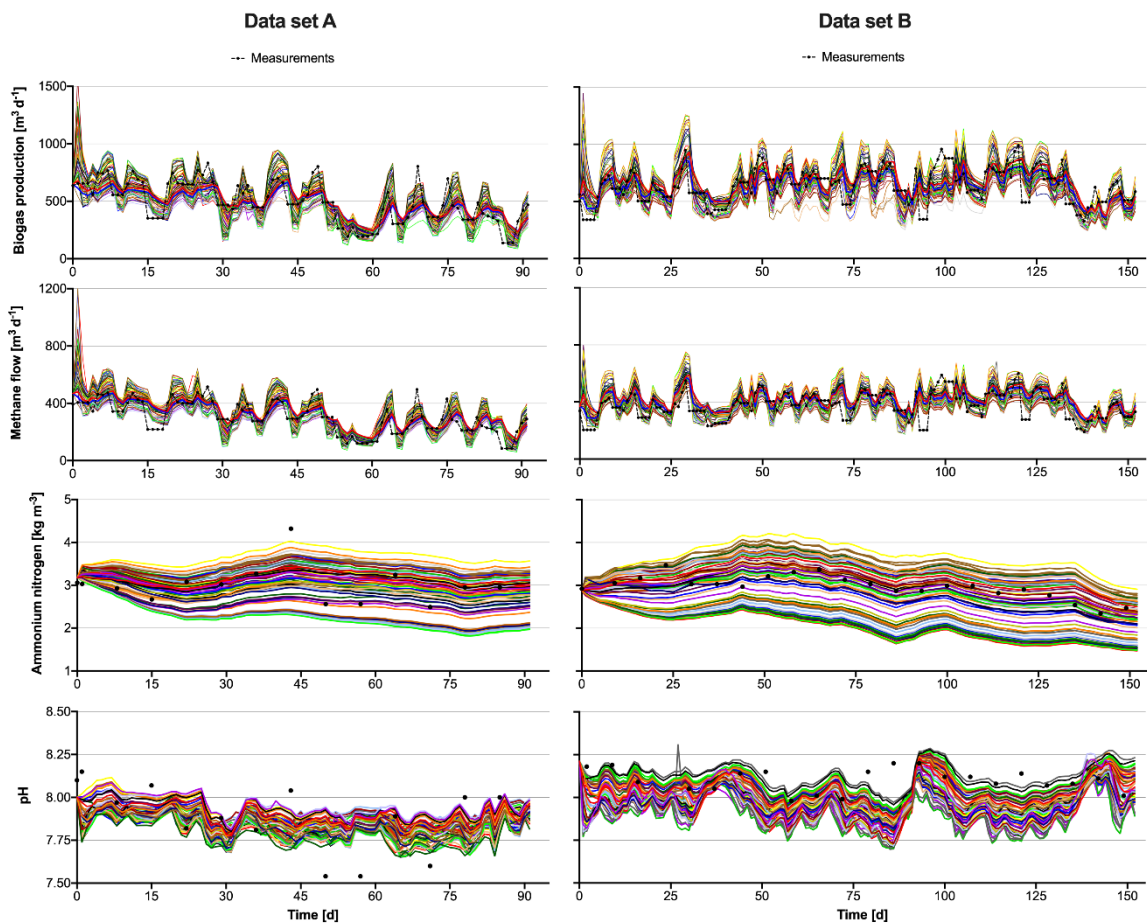 Data set A
Data set B
Measurements
Measurements
Biogas production [m³ d⁻¹]
1500
1000
500
0
0 15 30 45 60 75 90
0 25 50 75 100 125 150
Methane flow [m³ d⁻¹]
1200
800
400
0
0 15 30 45 60 75 90
0 25 50 75 100 125 150
Ammonium nitrogen [kg m⁻³]
5
4
3
2
1
0 15 30 45 60 75 90
0 25 50 75 100 125 150
pH
8.50
8.25
8.00
7.75
7.50
0 15 30 45 60 75 90
0 25 50 75 100 125 150
Time [d]
Time [d]